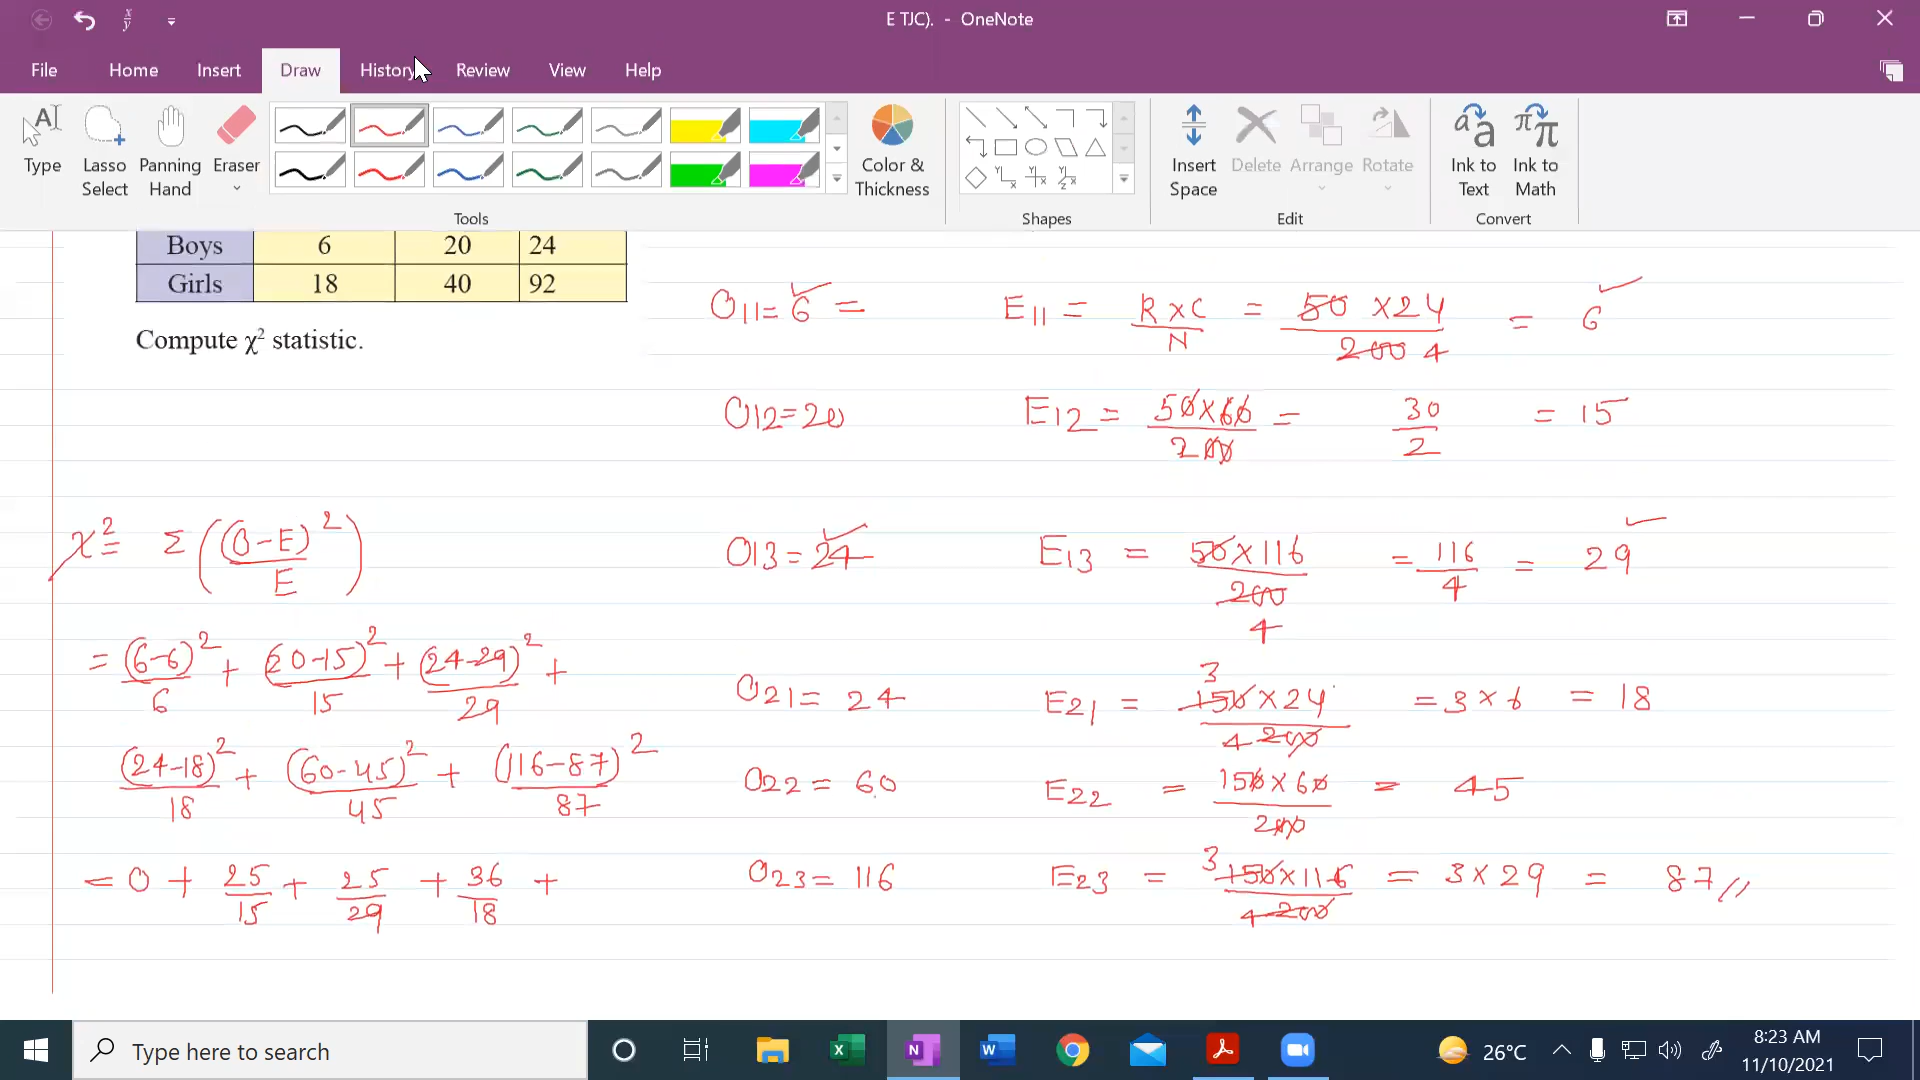 E TJC). - OneNote
File Home Insert Draw History Review View Help
Type Lasso Select Panning Hand Eraser Color & Thickness Insert Space Delete Arrange Rotate Ink to Text Ink to Math
Tools Shapes Edit Convert
Boys 6 20 24
Girls 18 40 92
Compute χ² statistic.
O11 = 6 = E11 = R×C/N = 50×24/200 4 = 6
O12 = 20 E12 = 50×60/200 = 30/2 = 15
χ² = Σ((O-E)²/E)
O13 = 24 E13 = 50×116/200 4 = 116/4 = 29
= (6-6)²/6 + (20-15)²/15 + (24-29)²/29 +
O21 = 24 E21 = 3 150×24/4 200 = 3×6 = 18
(24-18)²/18 + (60-45)²/45 + (116-87)²/87
O22 = 60 E22 = 150×60/200 = 45
= 0 + 25/15 + 25/29 + 36/18 +
O23 = 116 E23 = 3 150×116/4 200 = 3×29 = 87//
Type here to search
26°C
8:23 AM
11/10/2021